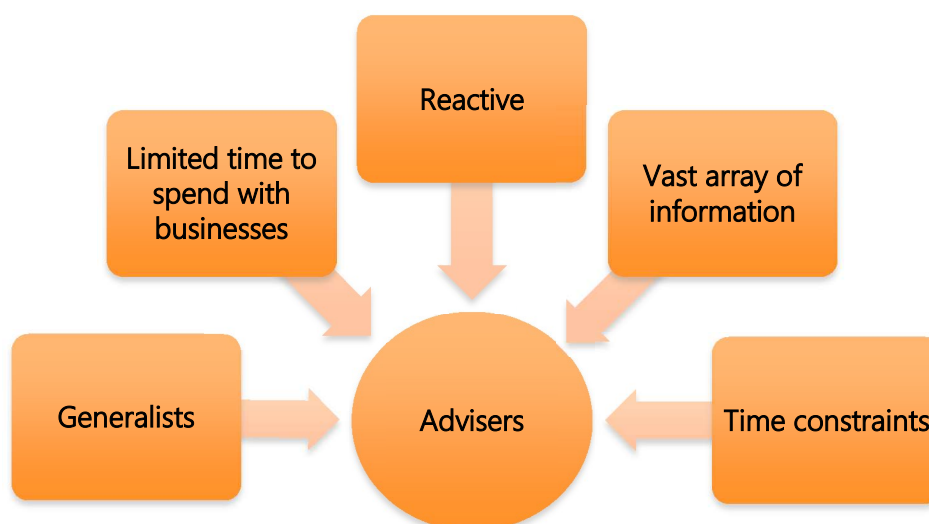 Reactive
Limited time to
spend with
businesses
Vast array of
information
Generalists
Advisers
Time constraints